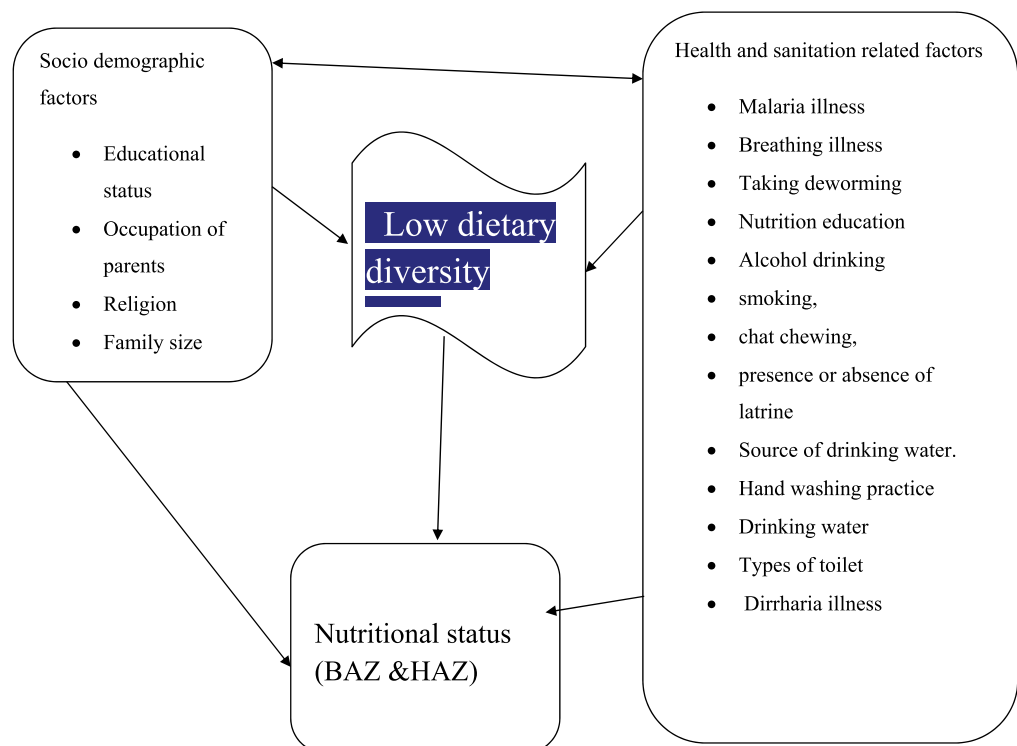 Socio demographic
factors
• Educational
status
• Occupation of
parents
• Religion
• Family size
Low dietary
diversity
Health and sanitation related factors
• Malaria illness
• Breathing illness
• Taking deworming
• Nutrition education
• Alcohol drinking
• smoking,
• chat chewing,
• presence or absence of
latrine
• Source of drinking water.
• Hand washing practice
• Drinking water
• Types of toilet
• Dirrharia illness
Nutritional status
(BAZ &HAZ)